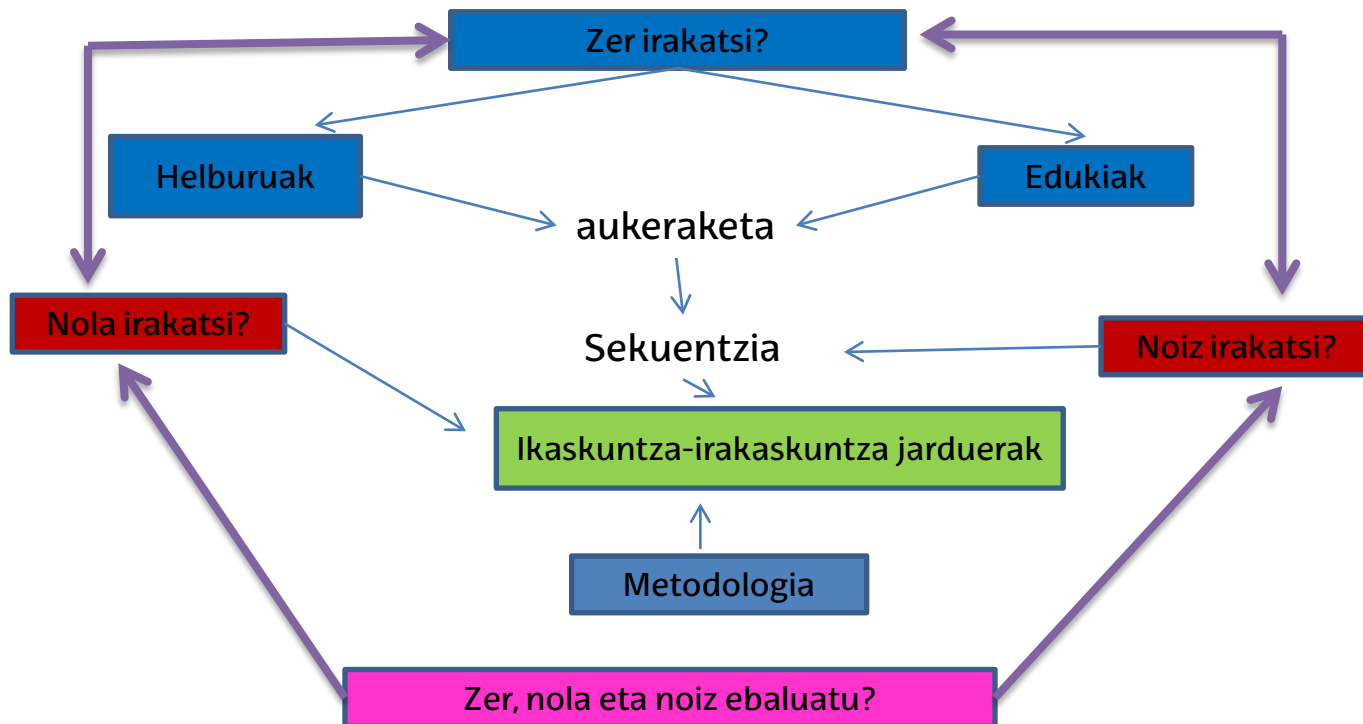 Zer irakatsi?
Helburuak
Edukiak
aukeraketa
Nola irakatsi?
Sekuentzia
Noiz irakatsi?
Ikaskuntza-irakaskuntza jarduerak
Metodologia
Zer, nola eta noiz ebaluatu?